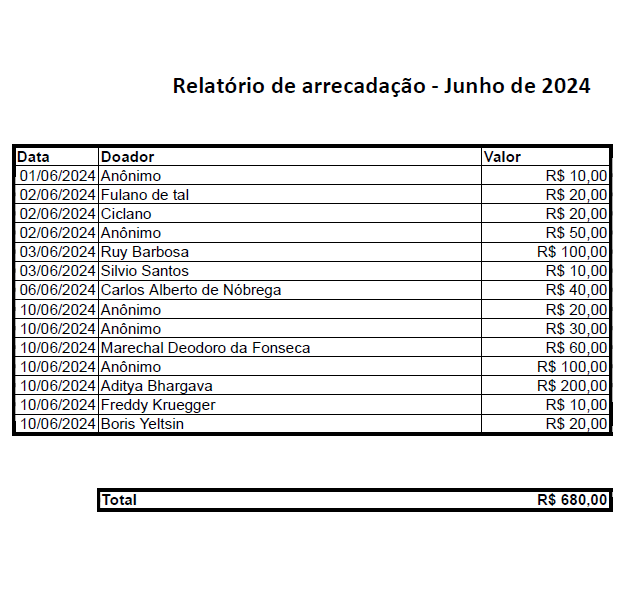 Relatório de arrecadação - Junho de 2024
Data Doador Valor
01/06/2024 Anônimo R$ 10,00
02/06/2024 Fulano de tal R$ 20,00
02/06/2024 Ciclano R$ 20,00
02/06/2024 Anônimo R$ 50,00
03/06/2024 Ruy Barbosa R$ 100,00
03/06/2024 Silvio Santos R$ 10,00
06/06/2024 Carlos Alberto de Nóbrega R$ 40,00
10/06/2024 Anônimo R$ 20,00
10/06/2024 Anônimo R$ 30,00
10/06/2024 Marechal Deodoro da Fonseca R$ 60,00
10/06/2024 Anônimo R$ 100,00
10/06/2024 Aditya Bhargava R$ 200,00
10/06/2024 Freddy Kruegger R$ 10,00
10/06/2024 Boris Yeltsin R$ 20,00
Total R$ 680,00